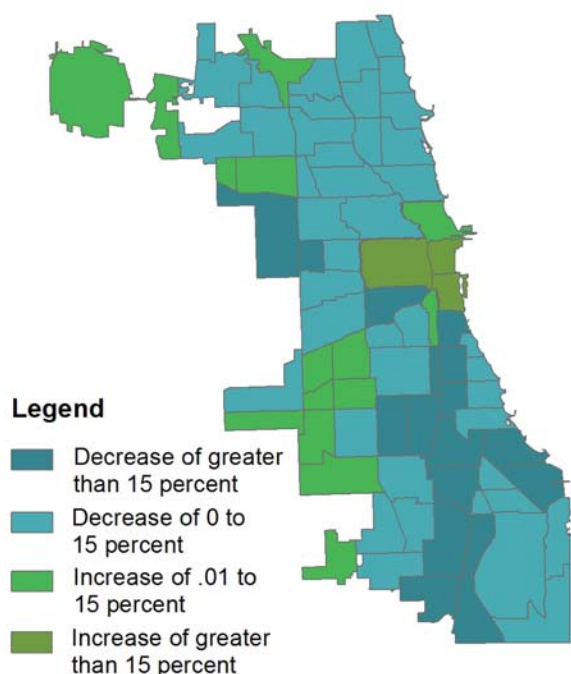 Legend
Decrease of greater
than 15 percent
Decrease of 0 to
15 percent
Increase of .01 to
15 percent
Increase of greater
than 15 percent